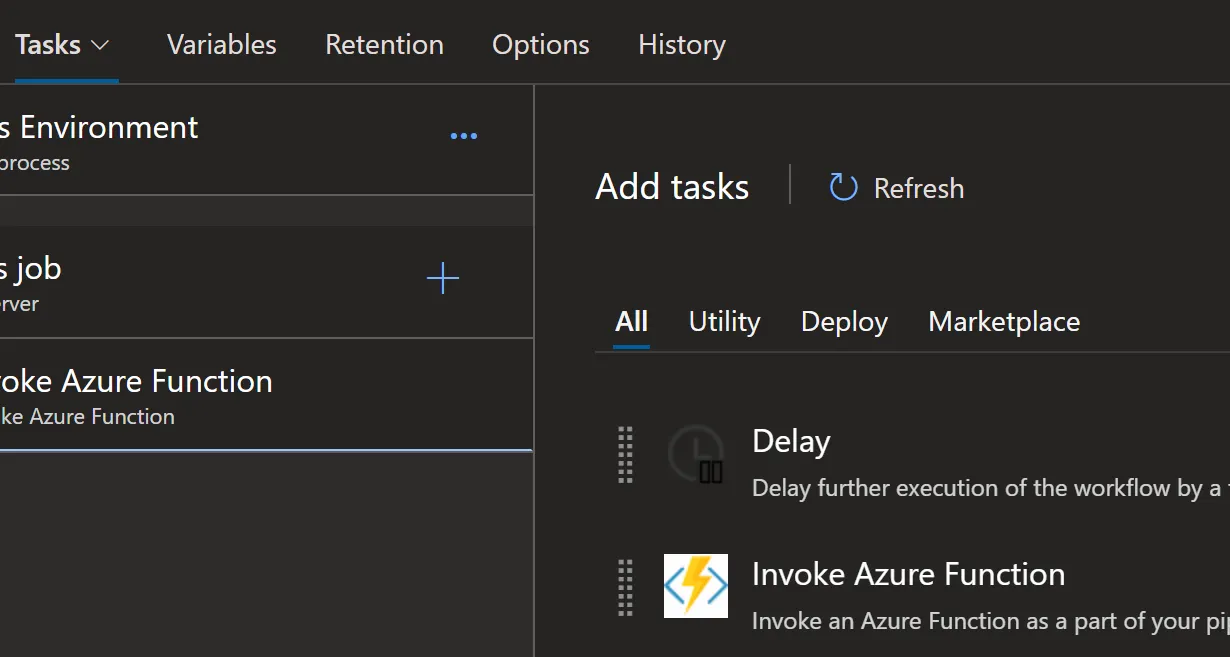 Tasks
Variables
Retention
Options
History
s Environment
process
s job
erver
voke Azure Function
ke Azure Function
Add tasks
Refresh
All
Utility
Deploy
Marketplace
Delay
Delay further execution of the workflow by a
Invoke Azure Function
Invoke an Azure Function as a part of your pip